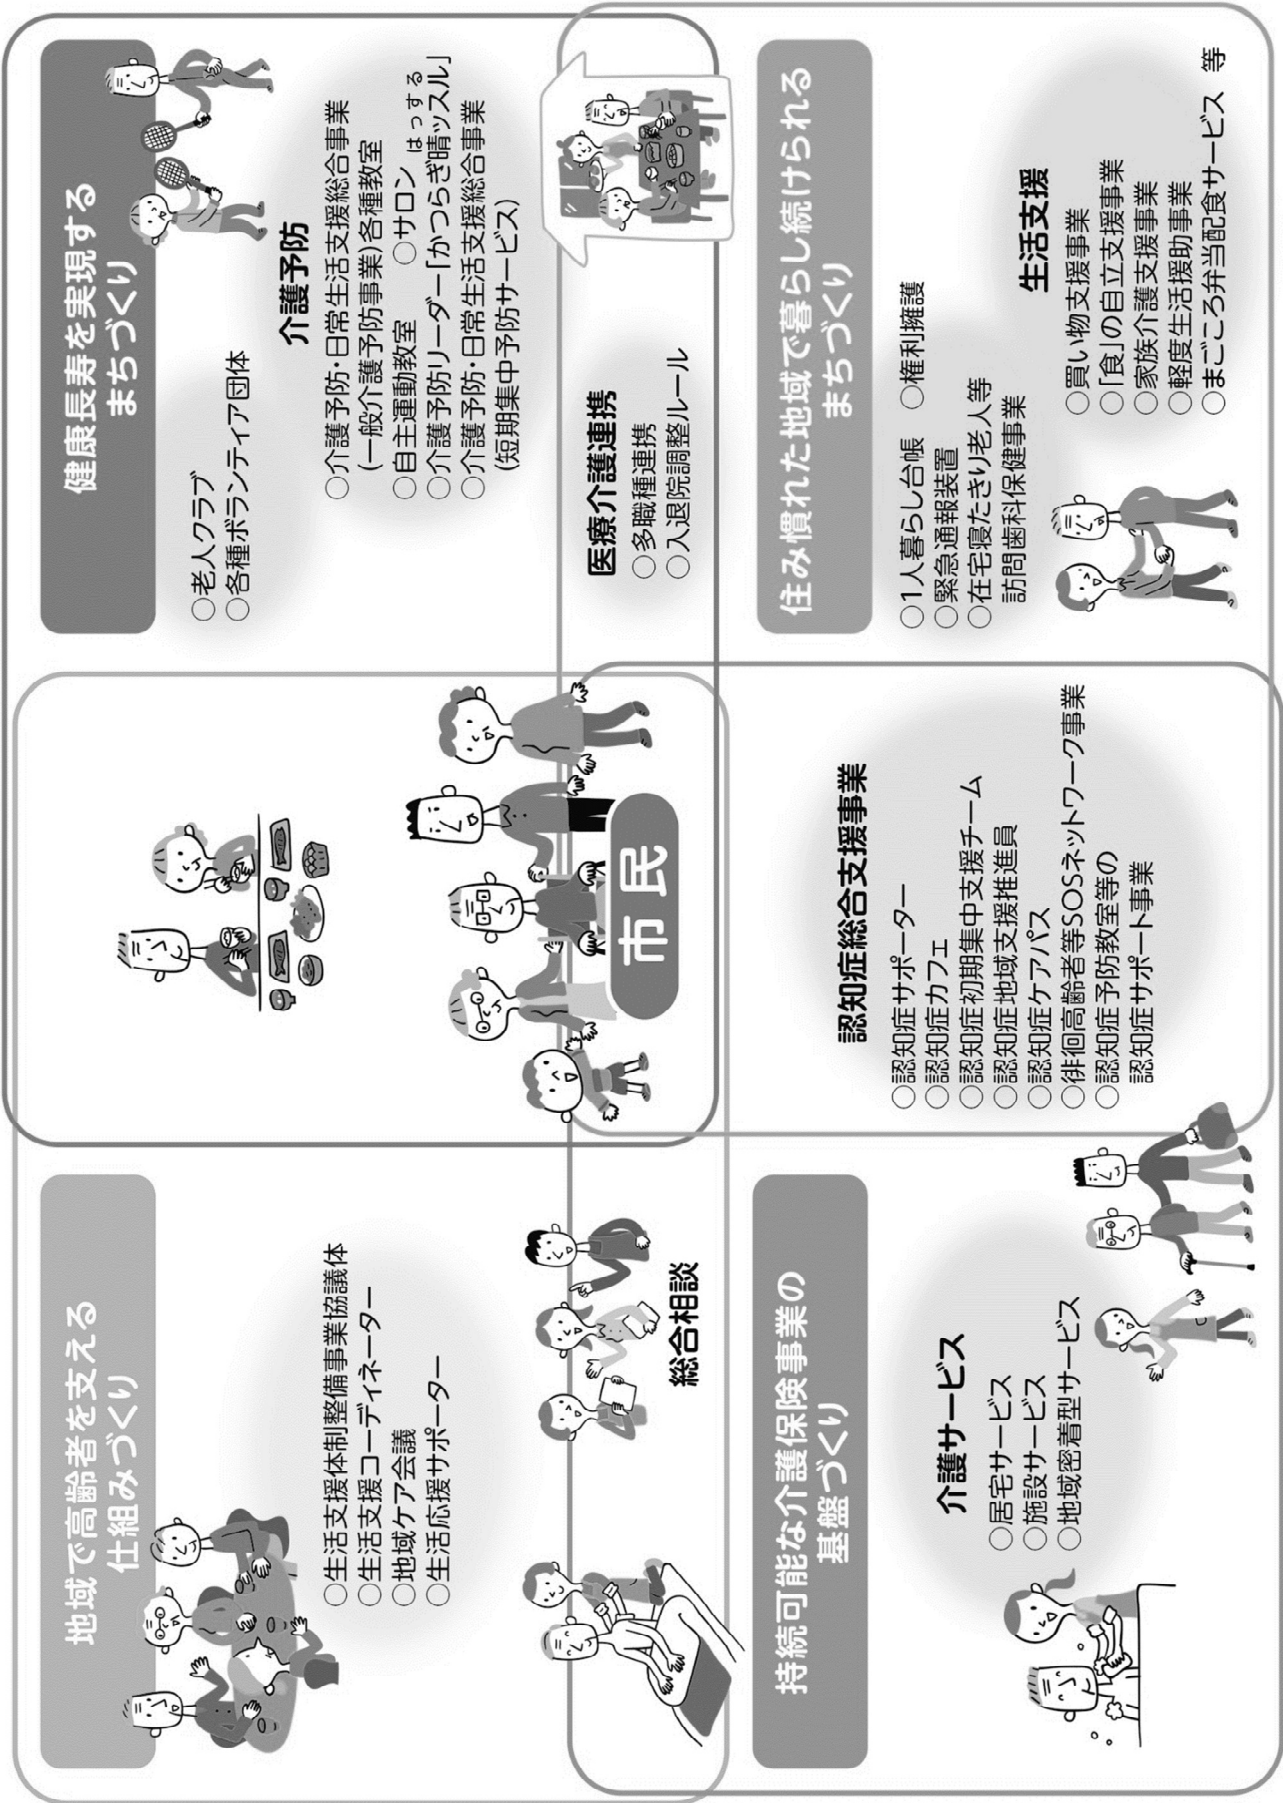 地域で高齢者を支える
仕組みづくり
○生活支援体制整備事業協議体
○生活支援コーディネーター
○地域ケア会議
○生活応援サポーター
健康長寿を実現する
まちづくり
○老人クラブ
○各種ボランティア団体
介護予防
○介護予防・日常生活支援総合事業
(一般介護予防事業)各種教室
○自主運動教室 ○サロン
はっする
○介護予防リーダー「かつらぎ晴ッスル」
○介護予防・日常生活支援総合事業
(短期集中予防サービス)
総合相談
市民
医療介護連携
○多職種連携
○入退院調整ルール
持続可能な介護保険事業の
基盤づくり
介護サービス
○居宅サービス
○施設サービス
○地域密着型サービス
認知症総合支援事業
○認知症サポーター
○認知症カフェ
○認知症初期集中支援チーム
○認知症地域支援推進員
○認知症ケアパス
○徘徊高齢者等SOSネットワーク事業
○認知症予防教室等の
認知症サポート事業
住み慣れた地域で暮らし続けられる
まちづくり
○1人暮らし台帳 ○権利擁護
○緊急通報装置
○在宅寝たきり老人等
訪問歯科保健事業
生活支援
○買い物支援事業
○「食」の自立支援事業
○家族介護支援事業
○軽度生活援助事業
○まごころ弁当配食サービス 等